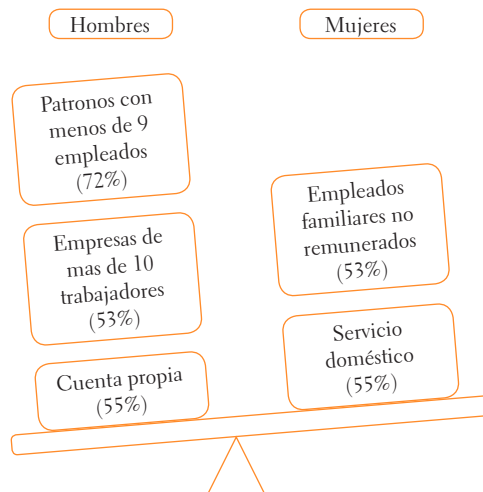 Hombres
Mujeres
Patronos con
menos de 9
empleados
(72%)
Empresas de
mas de 10
trabajadores
(53%)
Cuenta propia
(55%)
Empleados
familiares no
remunerados
(53%)
Servicio
doméstico
(55%)